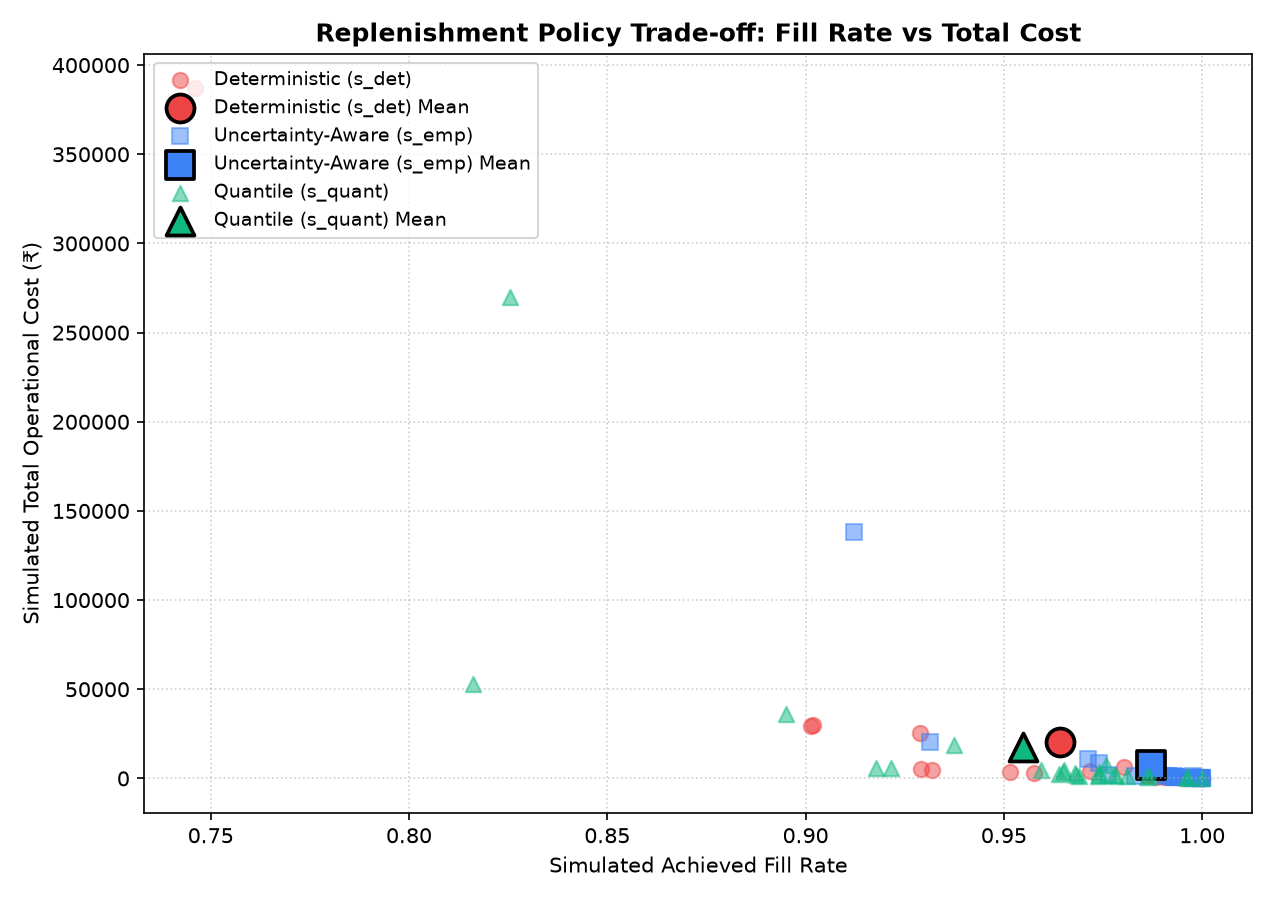 Replenishment Policy Trade-off: Fill Rate vs Total Cost
Simulated Total Operational Cost (₹)
400000
350000
300000
250000
200000
150000
100000
50000
0
Deterministic (s_det)
Deterministic (s_det) Mean
Uncertainty-Aware (s_emp)
Uncertainty-Aware (s_emp) Mean
Quantile (s_quant)
Quantile (s_quant) Mean
0.75 0.80 0.85 0.90 0.95 1.00
Simulated Achieved Fill Rate